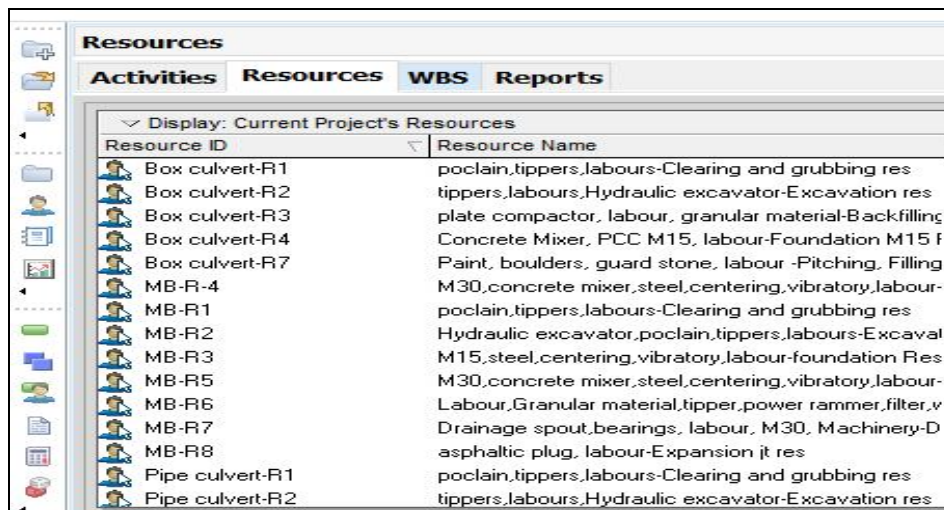 Resources
Activities Resources WBS Reports
Display: Current Project's Resources
Resource ID Resource Name
Box culvert-R1 poclain,tippers,labours-Clearing and grubbing res
Box culvert-R2 tippers,labours,Hydraulic excavator-Excavation res
Box culvert-R3 plate compactor, labour, granular material-Backfilling
Box culvert-R4 Concrete Mixer, PCC M15, labour-Foundation M15
Box culvert-R7 Paint, boulders, guard stone, labour -Pitching, Filling
MB-R-4 M30,concrete mixer,steel,centering,vibratory,labour-
MB-R1 poclain,tippers,labours-Clearing and grubbing res
MB-R2 Hydraulic excavator,poclain,tippers,labours-Excavat
MB-R3 M15,steel,centering,vibratory,labour-foundation Res
MB-R5 M30,concrete mixer,steel,centering,vibratory,labour-
MB-R6 Labour,Granular material,tipper,power rammer,filter,
MB-R7 Drainage spout,bearings, labour, M30, Machinery-D
MB-R8 asphaltic plug, labour-Expansion jt res
Pipe culvert-R1 poclain,tippers,labours-Clearing and grubbing res
Pipe culvert-R2 tippers,labours,Hydraulic excavator-Excavation res